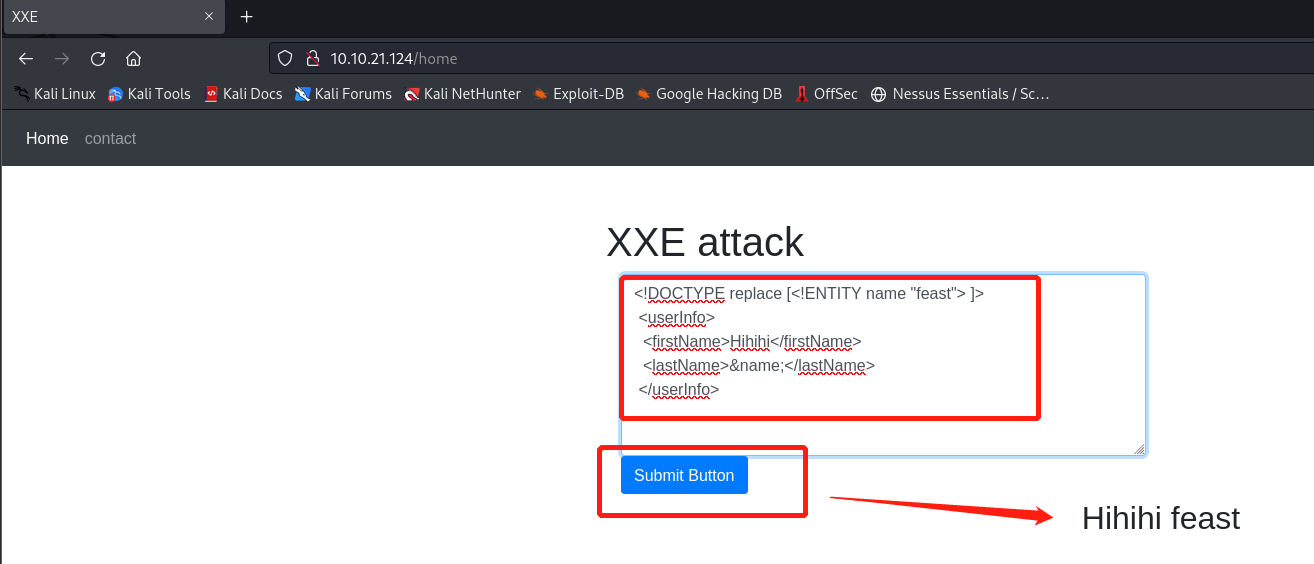 XXE
10.10.21.124/home
Kali Linux Kali Tools Kali Docs Kali Forums Kali NetHunter Exploit-DB Google Hacking DB OffSec Nessus Essentials / Sc…
Home contact
XXE attack
<!DOCTYPE replace [<!ENTITY name "feast"> ]>
<userInfo>
<firstName>Hihihi</firstName>
<lastName>&name;</lastName>
</userInfo>
Submit Button
Hihihi feast